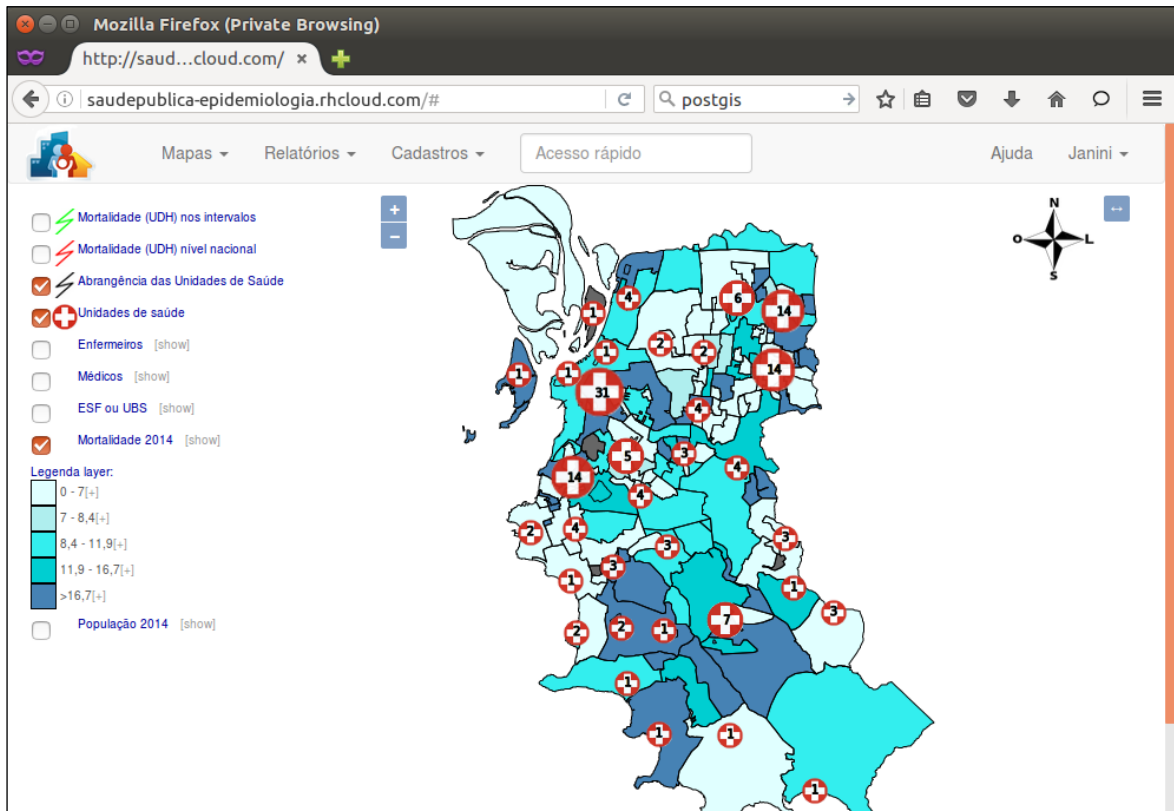 Mozilla Firefox (Private Browsing)
http://saud...cloud.com/ ×
saudepublica-epidemiologia.rhcloud.com/# postgis
Mapas Relatórios Cadastros Acesso rápido Ajuda Janini
Mortalidade (UDH) nos intervalos
Mortalidade (UDH) nível nacional
Abrangência das Unidades de Saúde
Unidades de saúde
Enfermeiros [show]
Médicos [show]
ESF ou UBS [show]
Mortalidade 2014 [show]
Legenda layer:
0 - 7[+]
7 - 8,4[+]
8,4 - 11,9[+]
11,9 - 16,7[+]
>16,7[+]
População 2014 [show]
+
−
N
O L
S
4 6
1 14
2
1 2
1 1 14
31
4
5 3
4
14
4
2 4
3 3
3
1 1
3
2 2 1 7
1
1 1
1